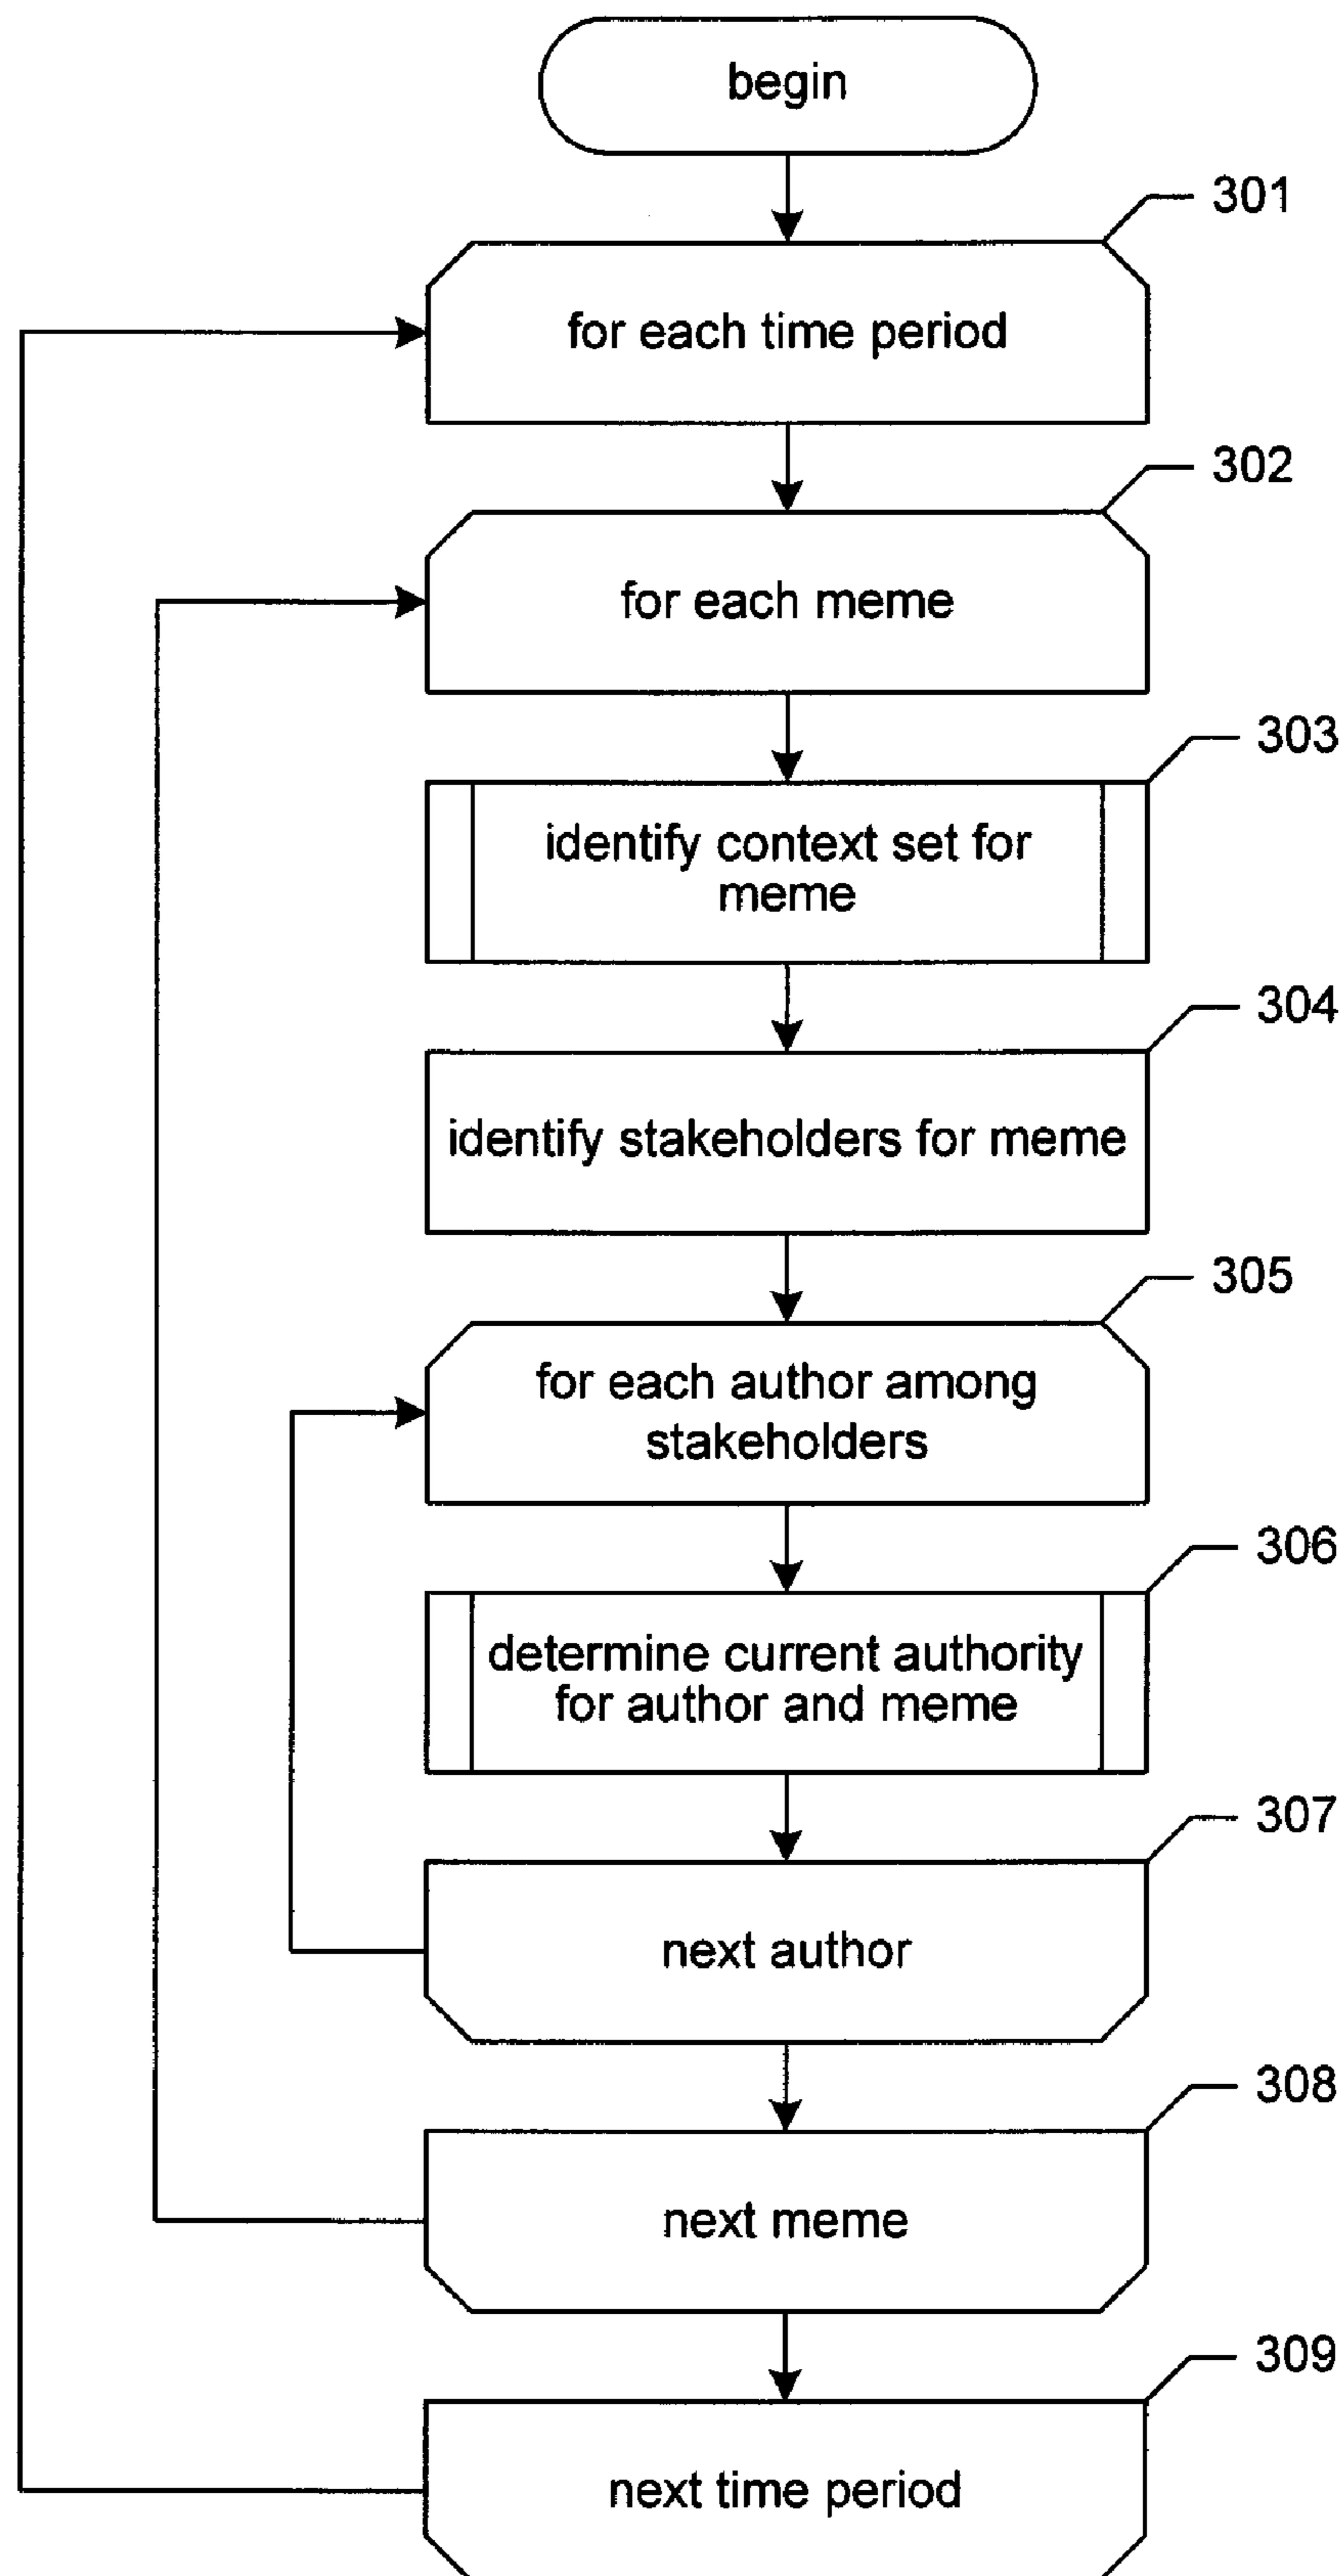 begin
301
for each time period
302
for each meme
303
identify context set for
meme
304
identify stakeholders for meme
305
for each author among
stakeholders
306
determine current authority
for author and meme
307
next author
308
next meme
309
next time period